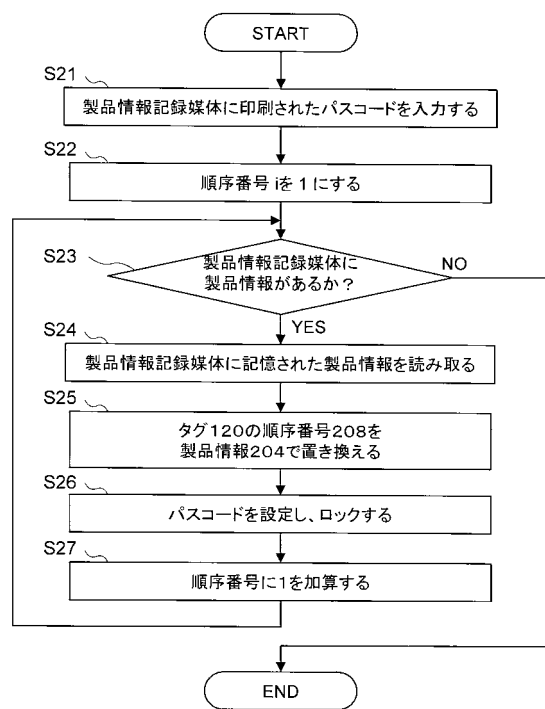 START
S21
製品情報記録媒体に印刷されたパスコードを入力する
S22
順序番号 iを 1 にする
S23
製品情報記録媒体に
製品情報があるか？
NO
YES
S24
製品情報記録媒体に記憶された製品情報を読み取る
S25
タグ120の順序番号208を
製品情報204で置き換える
S26
パスコードを設定し、ロックする
S27
順序番号に1を加算する
END